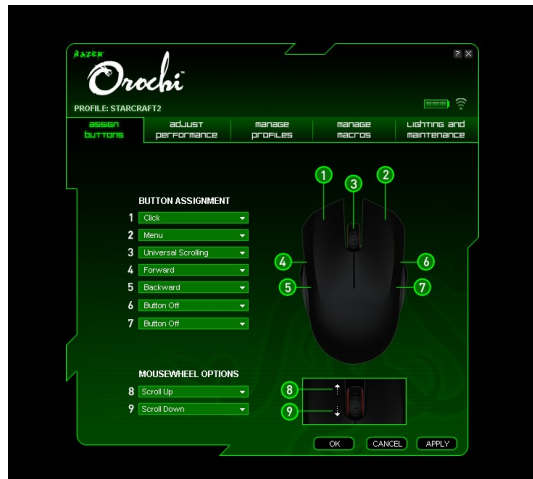 RAZER
Orochi™
? X
PROFILE: STARCRAFT2
assign buttons
adjust performance
manage profiles
manage macros
Lighting and maintenance
BUTTON ASSIGNMENT
1 Click
2 Menu
3 Universal Scrolling
4 Forward
5 Backward
6 Button Off
7 Button Off
1
2
3
4
6
5
7
MOUSEWHEEL OPTIONS
8 Scroll Up
9 Scroll Down
8
9
OK CANCEL APPLY